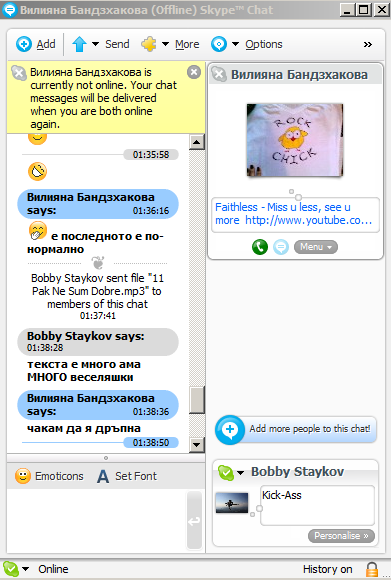 Вилияна Бандзхакова (Offline) Skype™ Chat
Add Send More Options »
Вилияна Бандзхакова is
currently not online. Your chat
messages will be delivered
when you are both online
again.
01:35:58
Вилияна Бандзхакова
says: 01:36:16
е последното е по-
нормално
Bobby Staykov sent file "11
Pak Ne Sum Dobre.mp3" to
members of this chat
01:37:41
Bobby Staykov says:
01:38:28
текста е много ама
МНОГО веселяшки
Вилияна Бандзхакова
says: 01:38:36
чакам да я дръпна
01:38:50
Emoticons A Set Font
Вилияна Бандзхакова
ROCK
CHICK
Faithless - Miss u less, see u
more http://www.youtube.co...
Menu
Add more people to this chat!
Bobby Staykov
Kick-Ass
Personalise »
Online
History on